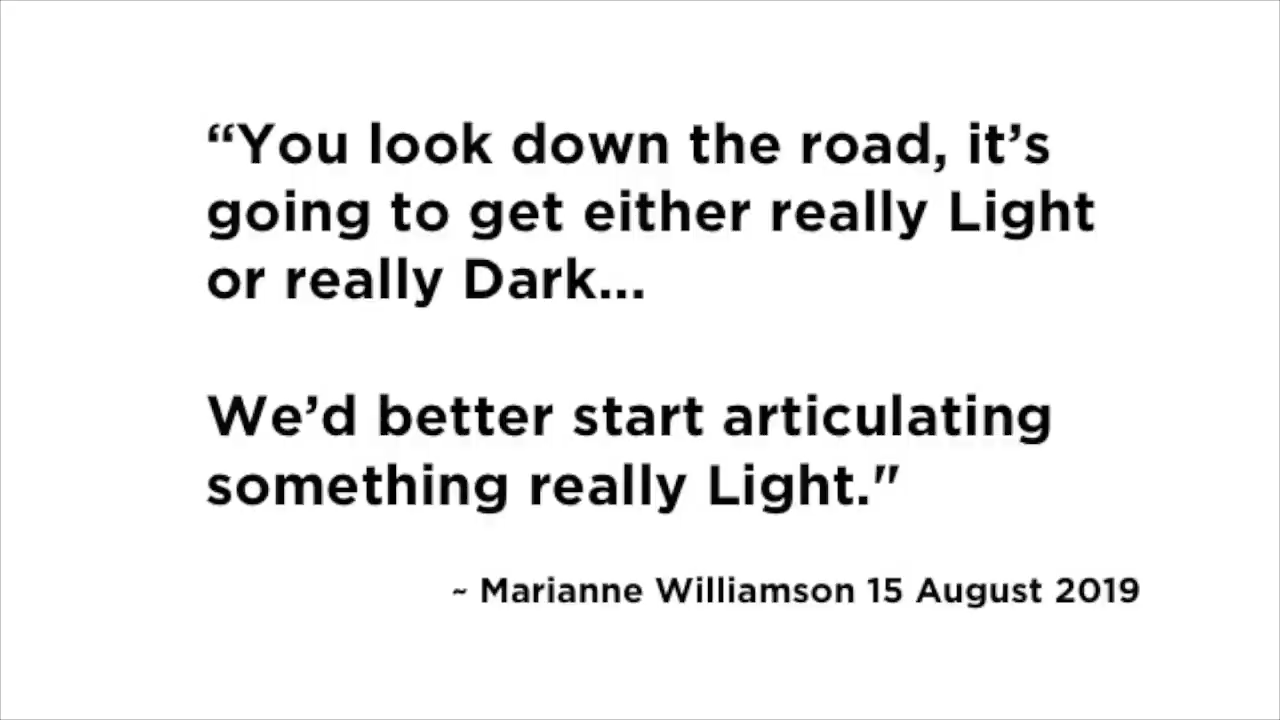 “You look down the road, it’s
going to get either really Light
or really Dark...
We’d better start articulating
something really Light."
~ Marianne Williamson 15 August 2019